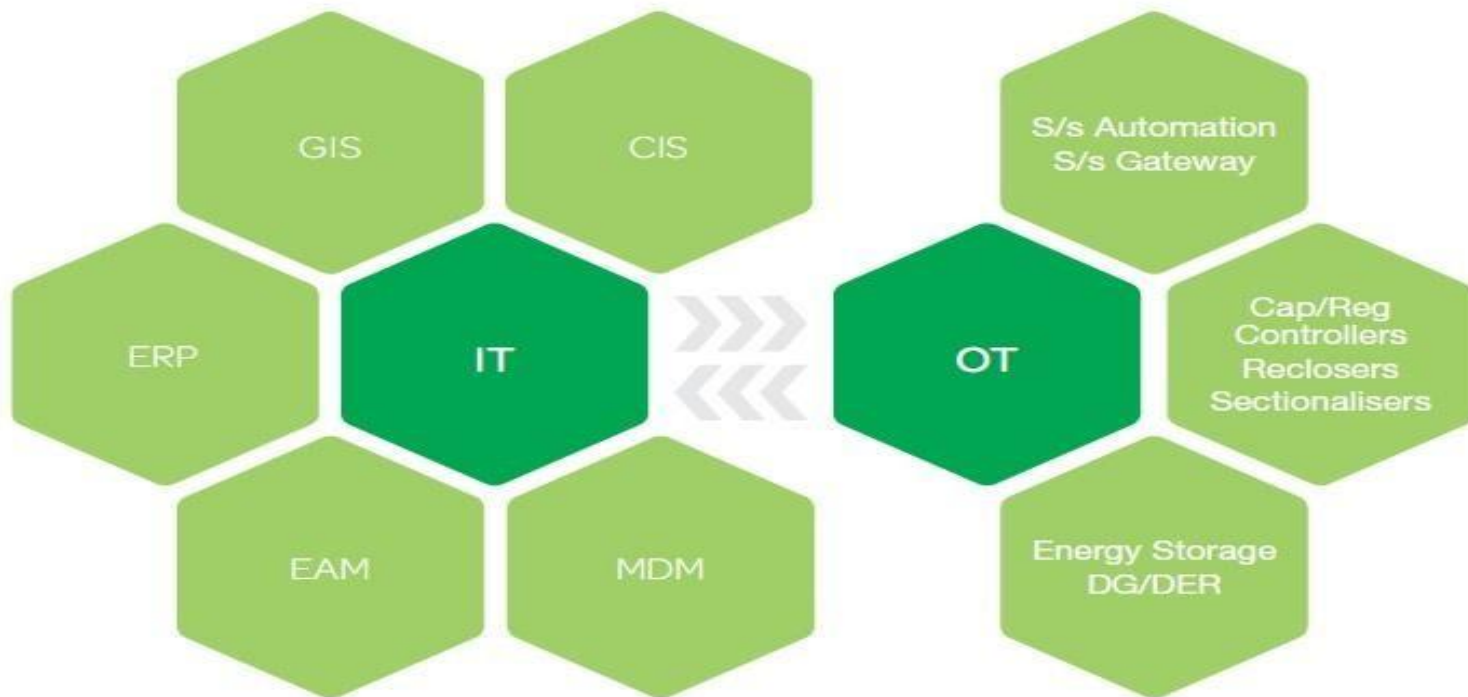 GIS
CIS
S/s Automation
S/s Gateway
ERP
IT
OT
Cap/Reg
Controllers
Reclosers
Sectionalisers
EAM
MDM
Energy Storage
DG/DER